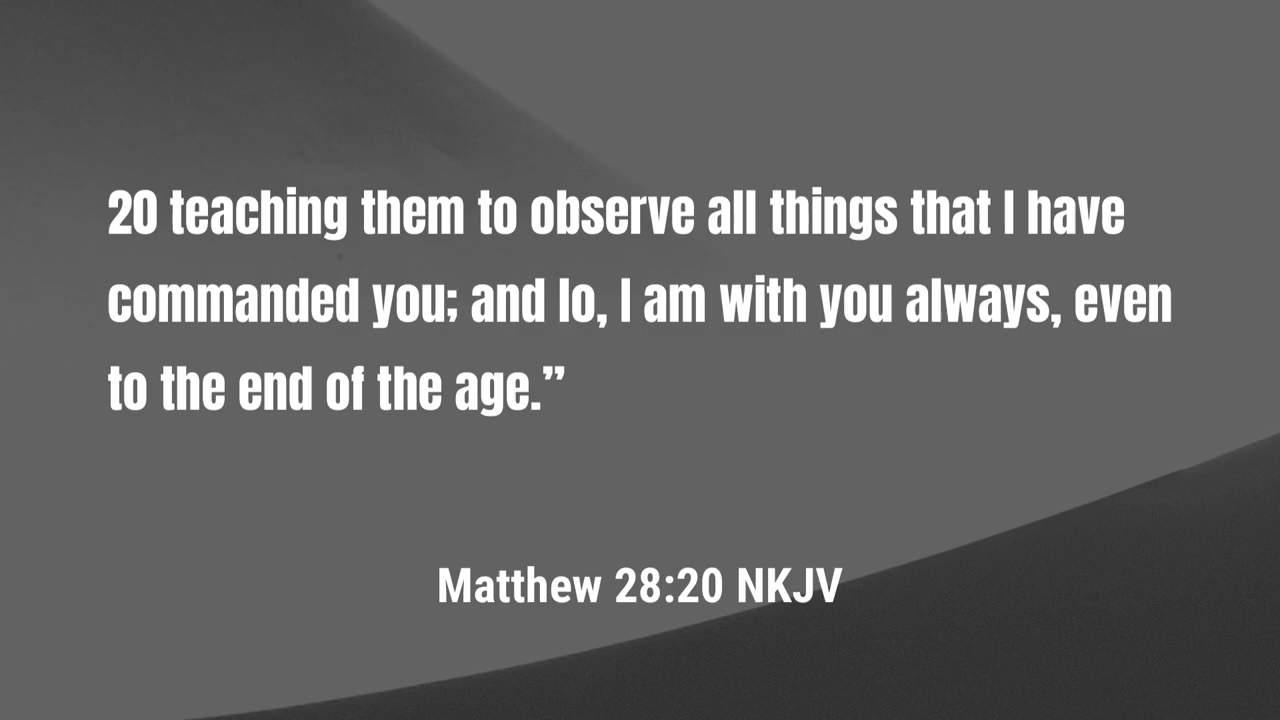 20 teaching them to observe all things that I have
commanded you; and lo, I am with you always, even
to the end of the age.”
Matthew 28:20 NKJV